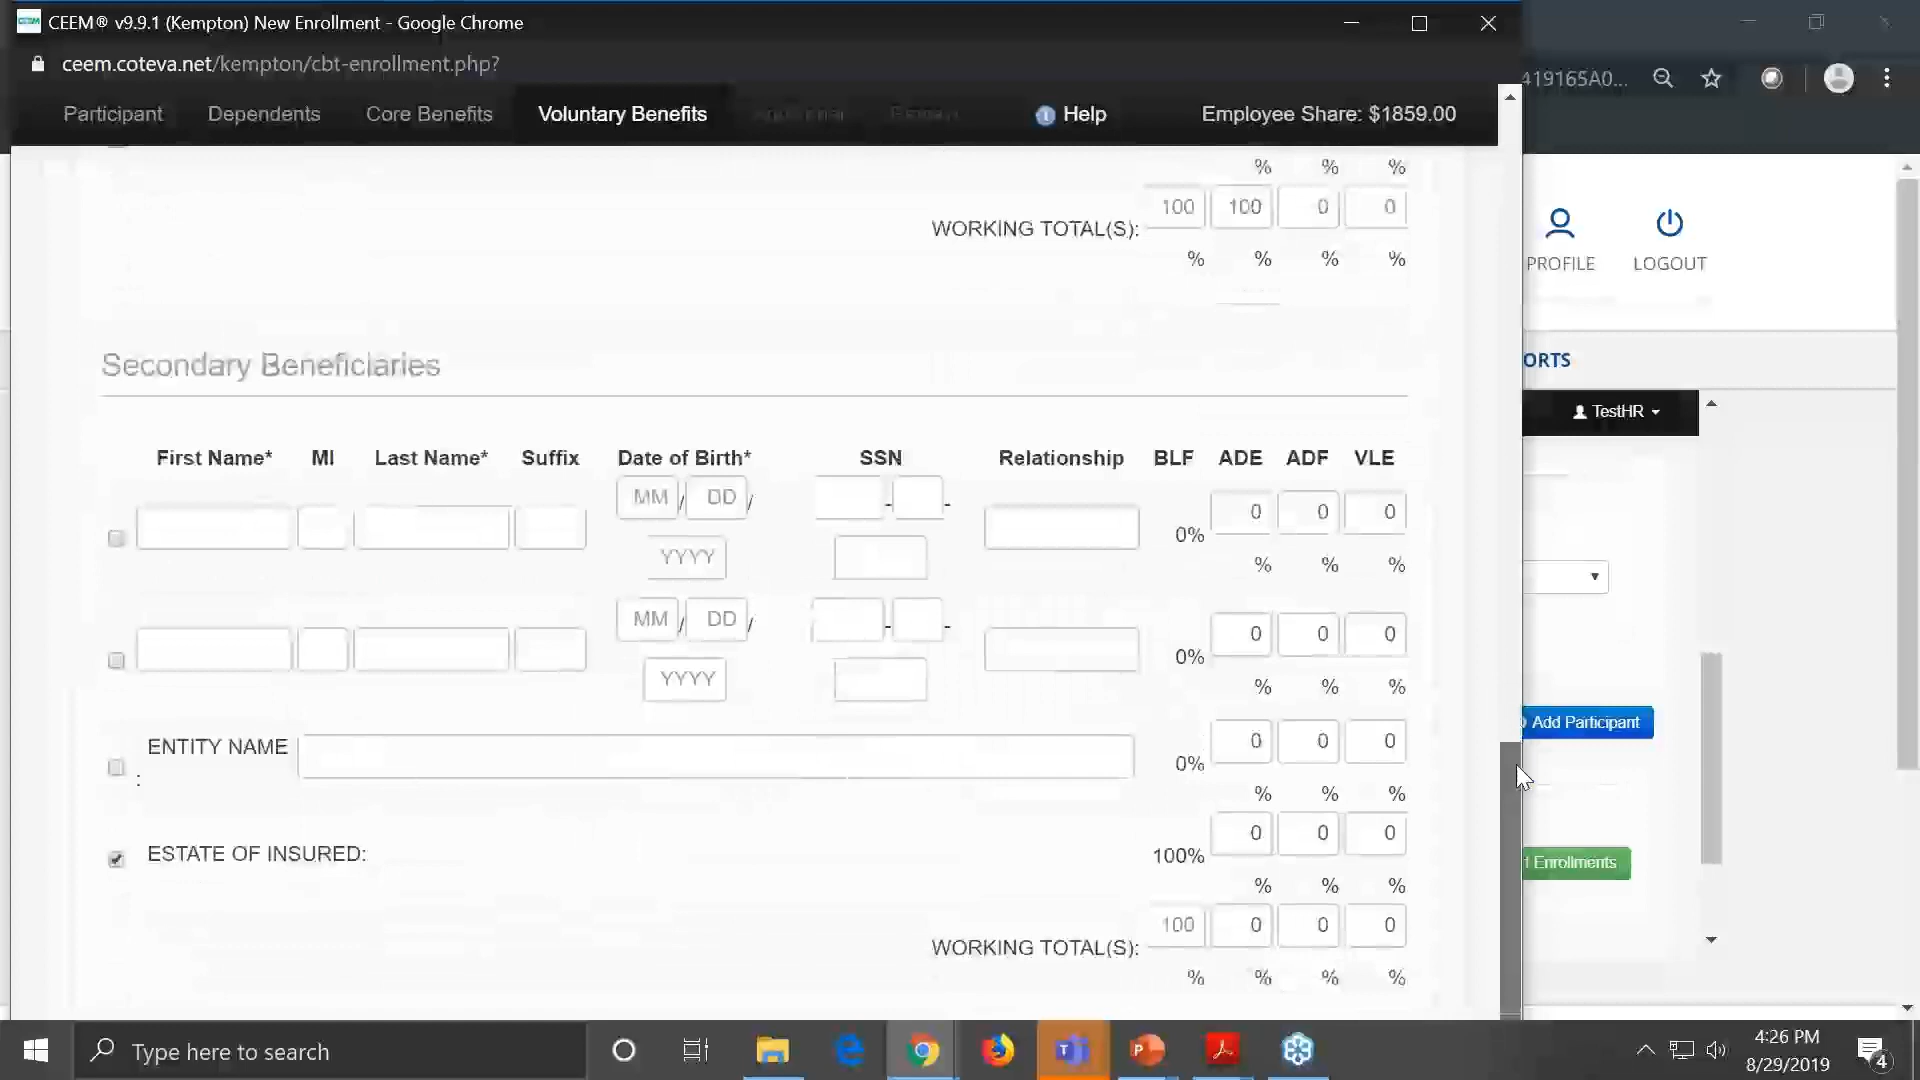 CEEM® v9.9.1 (Kempton) New Enrollment - Google Chrome
ceem.coteva.net/kempton/cbt-enrollment.php?
419165A0...
Participant Dependents Core Benefits Voluntary Benefits Help Employee Share: $1859.00
% % %
100 100 0 0
WORKING TOTAL(S):
% % % %
PROFILE LOGOUT
Secondary Beneficiaries
ORTS
TestHR
First Name* MI Last Name* Suffix Date of Birth* SSN Relationship BLF ADE ADF VLE
MM / DD / - - 0 0 0
0%
YYYY % % %
MM / DD / - - 0 0 0
0%
YYYY % % %
Add Participant
ENTITY NAME 0 0 0
: 0%
% % %
ESTATE OF INSURED: 0 0 0
100%
Enrollments
% % %
100 0 0 0
WORKING TOTAL(S):
% % % %
Type here to search
4:26 PM
8/29/2019
4